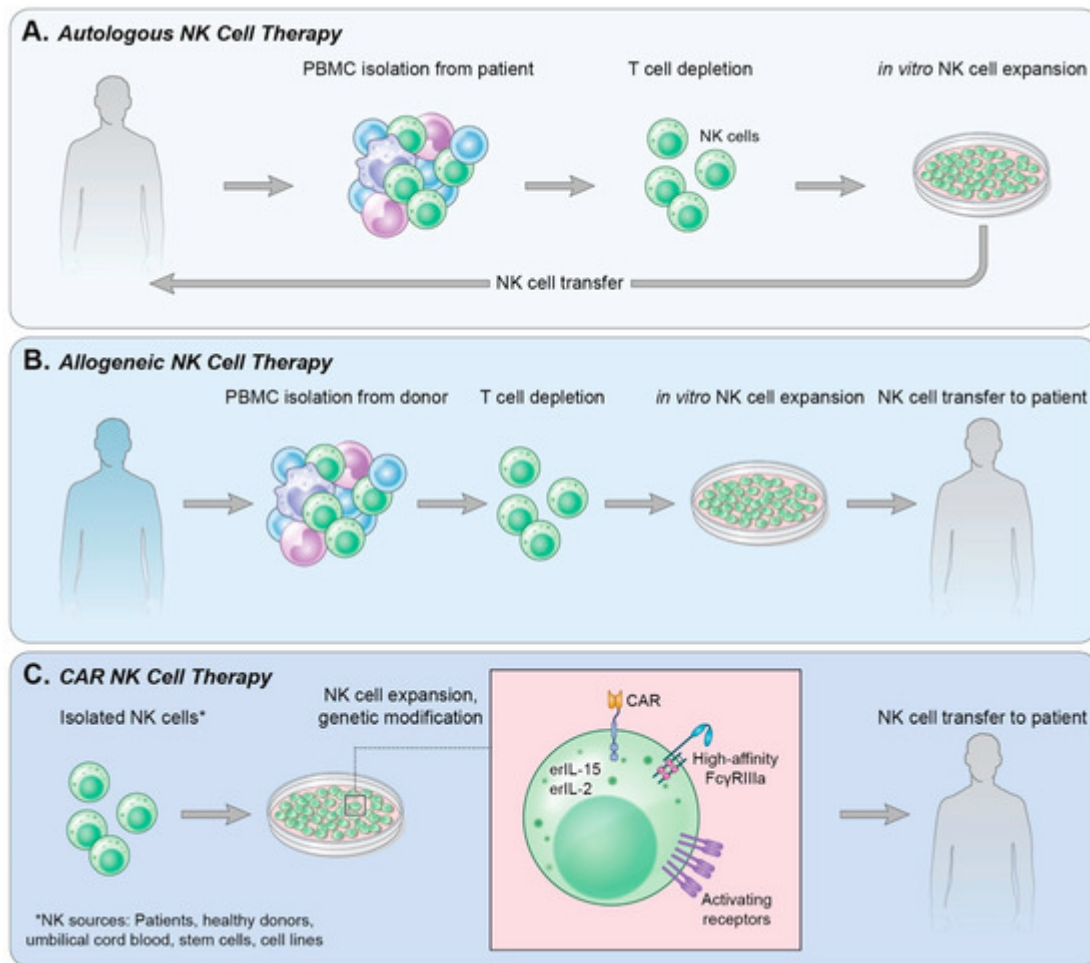 A. Autologous NK Cell Therapy
PBMC isolation from patient
T cell depletion
in vitro NK cell expansion
NK cells
NK cell transfer
B. Allogeneic NK Cell Therapy
PBMC isolation from donor
T cell depletion
in vitro NK cell expansion
NK cell transfer to patient
C. CAR NK Cell Therapy
Isolated NK cells*
NK cell expansion,
genetic modification
CAR
erIL-15
erIL-2
High-affinity
FcγRIIIa
Activating
receptors
NK cell transfer to patient
*NK sources: Patients, healthy donors,
umbilical cord blood, stem cells, cell lines